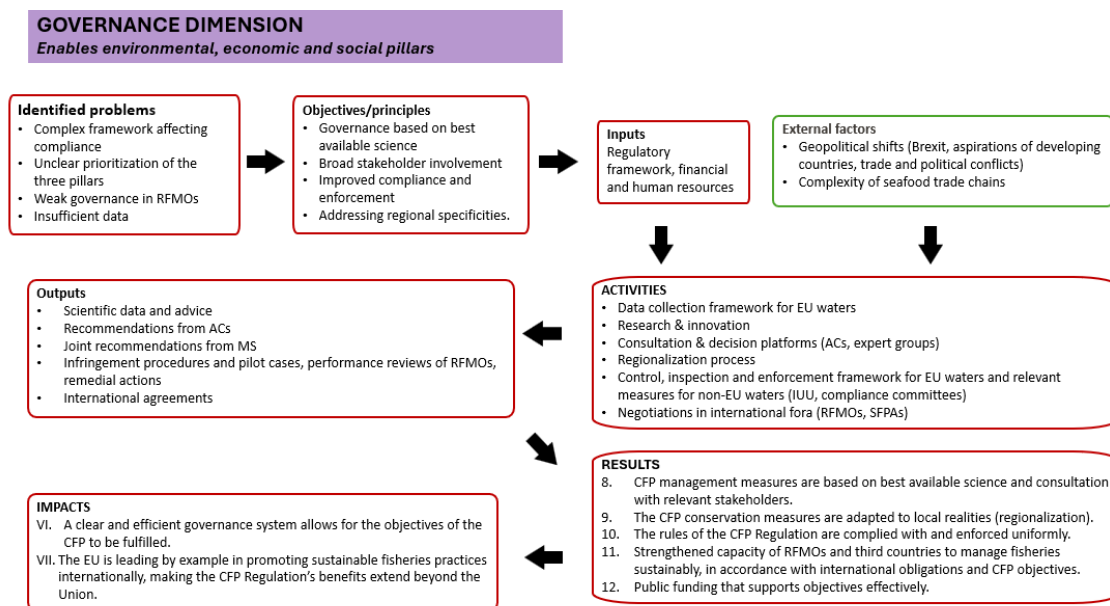 GOVERNANCE DIMENSION
Enables environmental, economic and social pillars
Identified problems
• Complex framework affecting
compliance
• Unclear prioritization of the
three pillars
• Weak governance in RFMOs
• Insufficient data
Objectives/principles
• Governance based on best
available science
• Broad stakeholder involvement
• Improved compliance and
enforcement
• Addressing regional specificities.
Inputs
Regulatory
framework, financial
and human resources
External factors
• Geopolitical shifts (Brexit, aspirations of developing
countries, trade and political conflicts)
• Complexity of seafood trade chains
ACTIVITIES
• Data collection framework for EU waters
• Research & innovation
• Consultation & decision platforms (ACs, expert groups)
• Regionalization process
• Control, inspection and enforcement framework for EU waters and relevant
measures for non-EU waters (IUU, compliance committees)
• Negotiations in international fora (RFMOs, SFPAs)
Outputs
• Scientific data and advice
• Recommendations from ACs
• Joint recommendations from MS
• Infringement procedures and pilot cases, performance reviews of RFMOs,
remedial actions
• International agreements
RESULTS
8. CFP management measures are based on best available science and consultation
with relevant stakeholders.
9. The CFP conservation measures are adapted to local realities (regionalization).
10. The rules of the CFP Regulation are complied with and enforced uniformly.
11. Strengthened capacity of RFMOs and third countries to manage fisheries
sustainably, in accordance with international obligations and CFP objectives.
12. Public funding that supports objectives effectively.
IMPACTS
VI. A clear and efficient governance system allows for the objectives of the
CFP to be fulfilled.
VII. The EU is leading by example in promoting sustainable fisheries practices
internationally, making the CFP Regulation's benefits extend beyond the
Union.